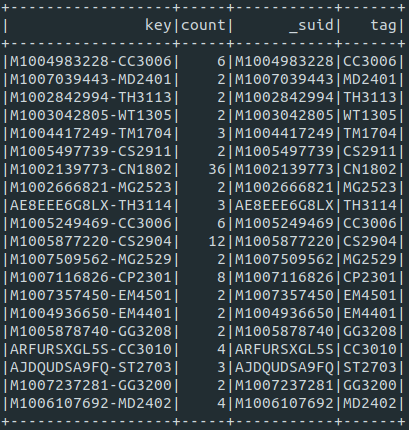 +--------------------+-----+-----------+------+
|                 key|count|      _suid|   tag|
+--------------------+-----+-----------+------+
|M1004983228-CC3006|    6|M1004983228|CC3006|
|M1007039443-MD2401|    2|M1007039443|MD2401|
|M1002842994-TH3113|    2|M1002842994|TH3113|
|M1003042805-WT1305|    2|M1003042805|WT1305|
|M1004417249-TM1704|    3|M1004417249|TM1704|
|M1005497739-CS2911|    2|M1005497739|CS2911|
|M1002139773-CN1802|   36|M1002139773|CN1802|
|M1002666821-MG2523|    2|M1002666821|MG2523|
|AE8EEE6G8LX-TH3114|    3|AE8EEE6G8LX|TH3114|
|M1005249469-CC3006|    6|M1005249469|CC3006|
|M1005877220-CS2904|   12|M1005877220|CS2904|
|M1007509562-MG2529|    2|M1007509562|MG2529|
|M1007116826-CP2301|    8|M1007116826|CP2301|
|M1007357450-EM4501|    2|M1007357450|EM4501|
|M1004936650-EM4401|    2|M1004936650|EM4401|
|M1005878740-GG3208|    2|M1005878740|GG3208|
|ARFURSXGL5S-CC3010|    4|ARFURSXGL5S|CC3010|
|AJDQUDSA9FQ-ST2703|    3|AJDQUDSA9FQ|ST2703|
|M1007237281-GG3200|    2|M1007237281|GG3200|
|M1006107692-MD2402|    4|M1006107692|MD2402|
+--------------------+-----+-----------+------+